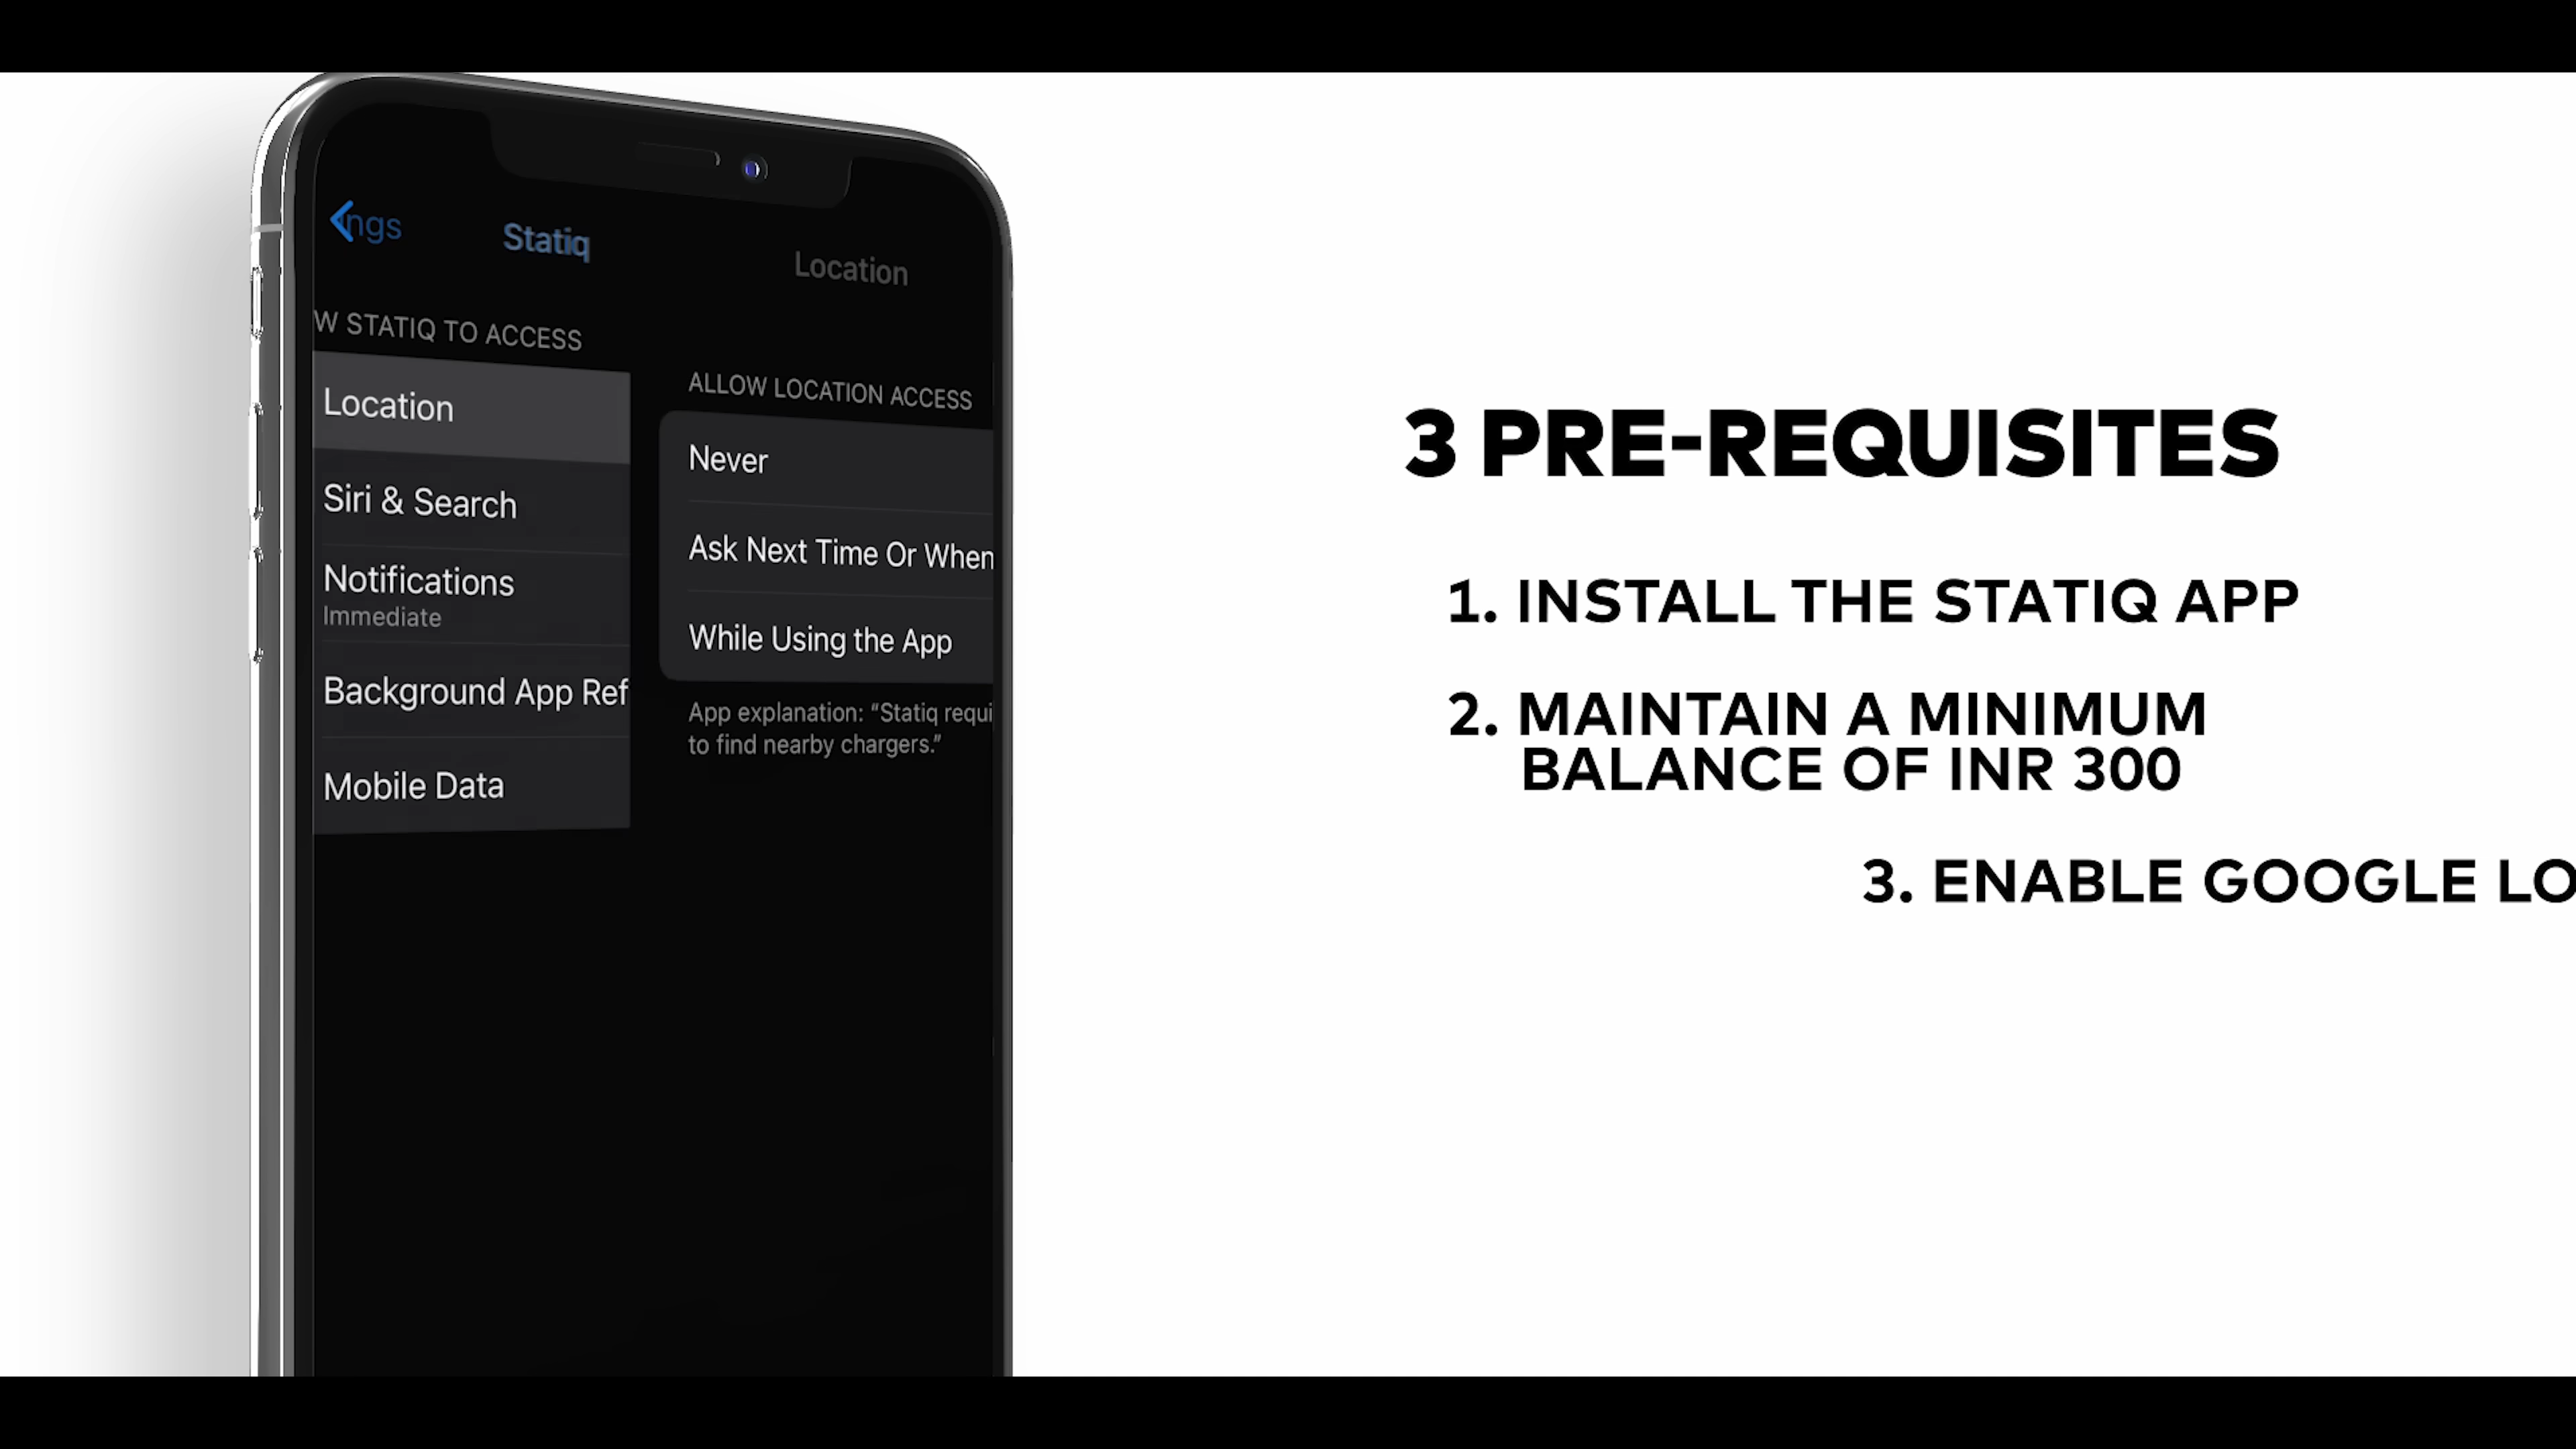 ngs
Statiq
Location
W STATIQ TO ACCESS
Location
Siri & Search
Notifications
Immediate
Background App Ref
Mobile Data
ALLOW LOCATION ACCESS
Never
Ask Next Time Or When
While Using the App
App explanation: “Statiq requi
to find nearby chargers.”
3 PRE-REQUISITES
1. INSTALL THE STATIQ APP
2. MAINTAIN A MINIMUM
BALANCE OF INR 300
3. ENABLE GOOGLE LO